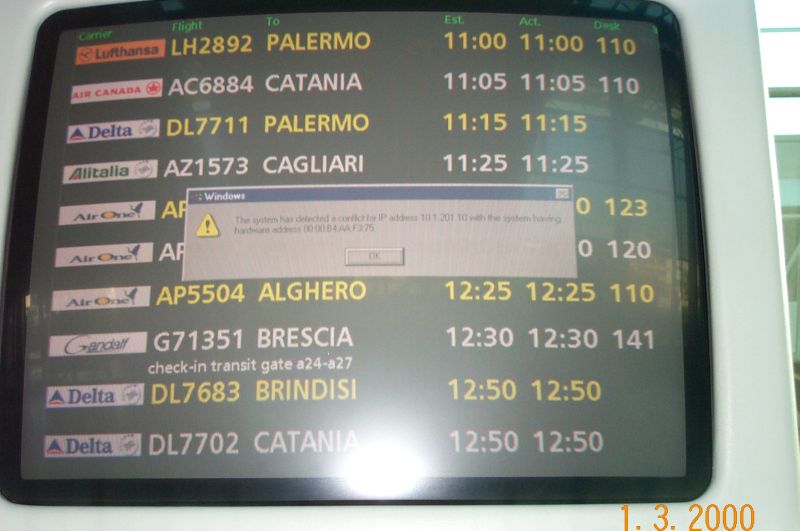 Carrier Flight To Est. Act. Desk
Lufthansa LH2892 PALERMO 11:00 11:00 110
AIR CANADA AC6884 CATANIA 11:05 11:05 110
Delta DL7711 PALERMO 11:15 11:15
Alitalia AZ1573 CAGLIARI 11:25 11:25
Windows
Air One AP 0 123
The system has detected a conflict for IP address 10.1.201.10 with the system having
hardware address 00:00:B4:AA:F3:75.
Air One AP 0 120
OK
Air One AP5504 ALGHERO 12:25 12:25 110
Gandalf G71351 BRESCIA 12:30 12:30 141
check-in transit gate a24-a27
Delta DL7683 BRINDISI 12:50 12:50
Delta DL7702 CATANIA 12:50 12:50
1. 3. 2000